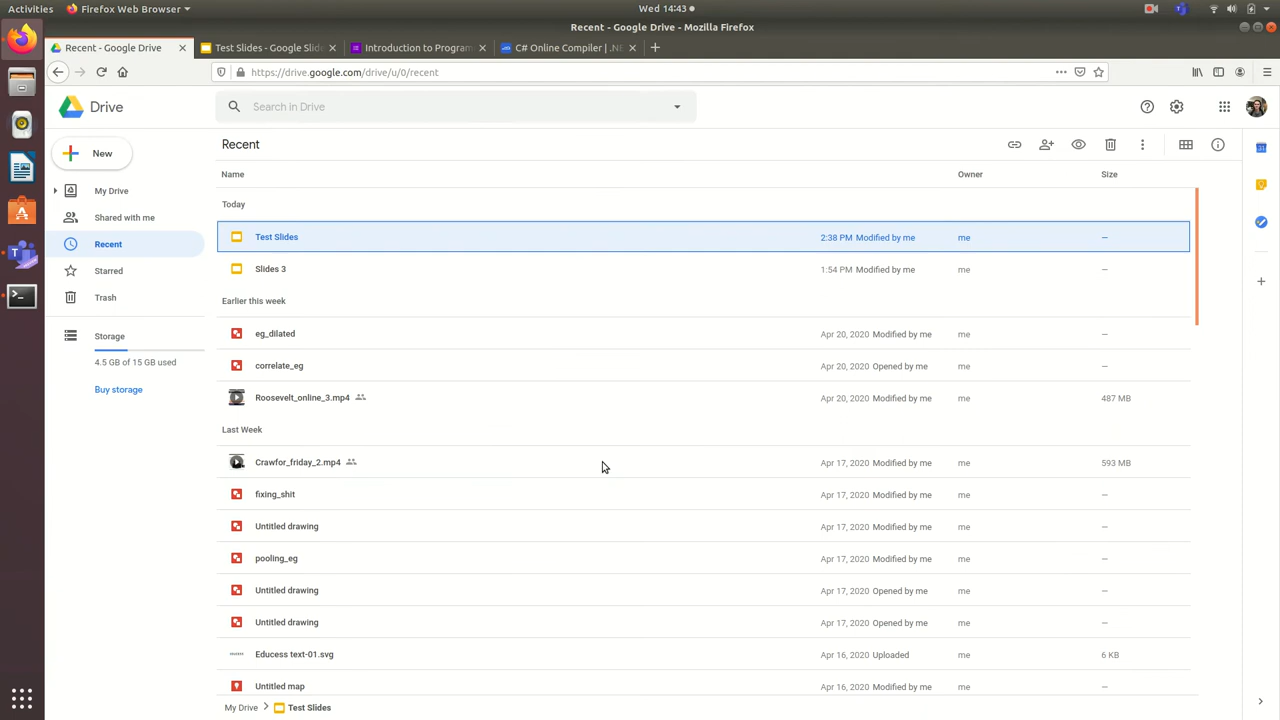 Activities Firefox Web Browser Wed 14:43
Recent - Google Drive - Mozilla Firefox
Recent - Google Drive Test Slides - Google Slide Introduction to Program C# Online Compiler | .NE
https://drive.google.com/drive/u/0/recent
Drive Search in Drive
Recent
New
Name Owner Size
My Drive
Today
Shared with me
Test Slides 2:38 PM Modified by me me —
Recent
Starred
Slides 3 1:54 PM Modified by me me —
Trash
Earlier this week
Storage
eg_dilated Apr 20, 2020 Modified by me me —
4.5 GB of 15 GB used
correlate_eg Apr 20, 2020 Opened by me me —
Buy storage
Roosevelt_online_3.mp4 Apr 20, 2020 Modified by me me 487 MB
Last Week
Crawfor_friday_2.mp4 Apr 17, 2020 Modified by me me 593 MB
fixing_shit Apr 17, 2020 Modified by me me —
Untitled drawing Apr 17, 2020 Modified by me me —
pooling_eg Apr 17, 2020 Modified by me me —
Untitled drawing Apr 17, 2020 Opened by me me —
Untitled drawing Apr 17, 2020 Opened by me me —
Educess text-01.svg Apr 16, 2020 Uploaded me 6 KB
Untitled map Apr 16, 2020 Modified by me me —
My Drive Test Slides